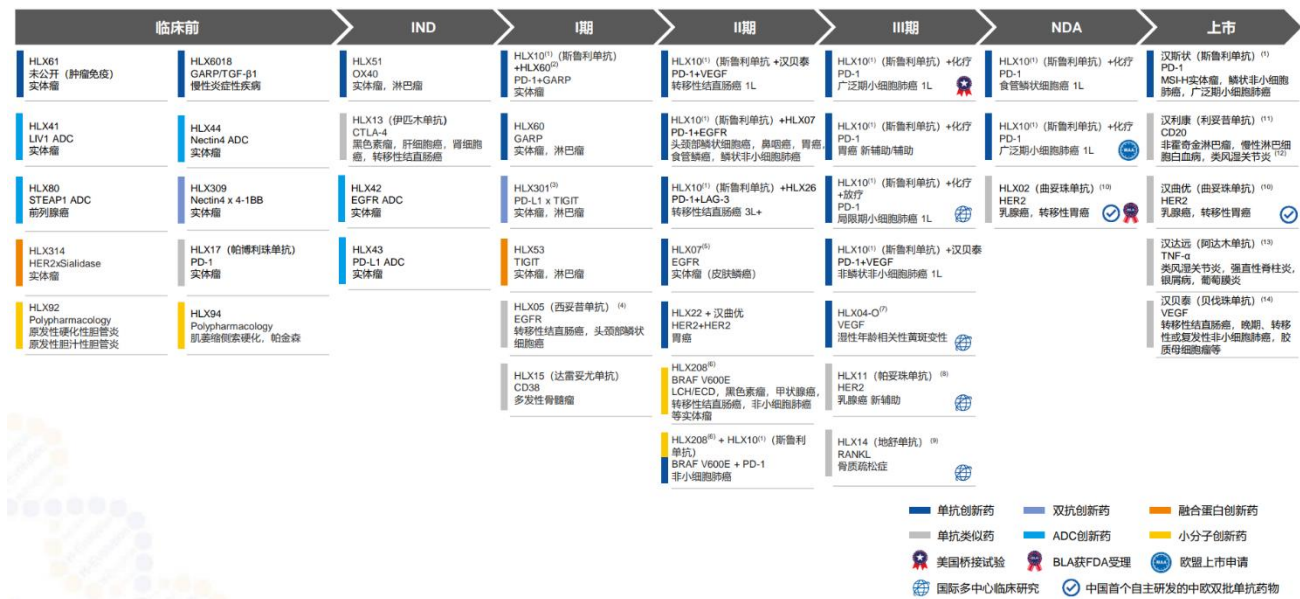 临床前
IND
I期
II期
III期
NDA
上市
HLX61
未公开（肿瘤免疫）
实体瘤
HLX41
LIV1 ADC
实体瘤
HLX80
STEAP1 ADC
前列腺癌
HLX314
HER2xSialidase
实体瘤
HLX92
Polypharmacology
原发性硬化性胆管炎
原发性胆汁性胆管炎
HLX6018
GARP/TGF-β1
慢性炎症性疾病
HLX44
Nectin4 ADC
实体瘤
HLX309
Nectin4 x 4-1BB
实体瘤
HLX17（帕博利珠单抗）
PD-1
实体瘤
HLX94
Polypharmacology
肌萎缩侧索硬化，帕金森
HLX51
OX40
实体瘤，淋巴瘤
HLX13（伊匹木单抗）
CTLA-4
黑色素瘤，肝细胞癌，肾细胞
癌，转移性结直肠癌
HLX42
EGFR ADC
实体瘤
HLX43
PD-L1 ADC
实体瘤
HLX10⁽¹⁾（斯鲁利单抗）
+HLX60⁽²⁾
PD-1+GARP
实体瘤
HLX60
GARP
实体瘤，淋巴瘤
HLX301⁽³⁾
PD-L1 x TIGIT
实体瘤，淋巴瘤
HLX53
TIGIT
实体瘤，淋巴瘤
HLX05（西妥昔单抗）⁽⁴⁾
EGFR
转移性结直肠癌，头颈部鳞状
细胞癌
HLX15（达雷妥尤单抗）
CD38
多发性骨髓瘤
HLX10⁽¹⁾（斯鲁利单抗 +汉贝泰
PD-1+VEGF
转移性结直肠癌 1L
HLX10⁽¹⁾（斯鲁利单抗）+HLX07
PD-1+EGFR
头颈部鳞状细胞癌，鼻咽癌，胃癌，
食管鳞癌，鳞状非小细胞肺癌
HLX10⁽¹⁾（斯鲁利单抗）+HLX26
PD-1+LAG-3
转移性结直肠癌 3L+
HLX07⁽⁵⁾
EGFR
实体瘤（皮肤鳞癌）
HLX22 + 汉曲优
HER2+HER2
胃癌
HLX208⁽⁶⁾
BRAF V600E
LCH/ECD，黑色素瘤，甲状腺癌，
转移性结直肠癌，非小细胞肺癌
等实体瘤
HLX208⁽⁶⁾ + HLX10⁽¹⁾（斯鲁利
单抗）
BRAF V600E + PD-1
非小细胞肺癌
HLX10⁽¹⁾（斯鲁利单抗）+化疗
PD-1
广泛期小细胞肺癌 1L
HLX10⁽¹⁾（斯鲁利单抗）+化疗
PD-1
胃癌 新辅助/辅助
HLX10⁽¹⁾（斯鲁利单抗）+化疗
+放疗
PD-1
局限期小细胞肺癌 1L
HLX10⁽¹⁾（斯鲁利单抗）+汉贝泰
PD-1+VEGF
非鳞状非小细胞肺癌 1L
HLX04-O⁽⁷⁾
VEGF
湿性年龄相关性黄斑变性
HLX11（帕妥珠单抗）⁽⁸⁾
HER2
乳腺癌 新辅助
HLX14（地舒单抗）⁽⁹⁾
RANKL
骨质疏松症
HLX10⁽¹⁾（斯鲁利单抗）+化疗
PD-1
食管鳞状细胞癌 1L
HLX10⁽¹⁾（斯鲁利单抗）+化疗
PD-1
广泛期小细胞肺癌 1L
HLX02（曲妥珠单抗）⁽¹⁰⁾
HER2
乳腺癌，转移性胃癌
汉斯状（斯鲁利单抗）⁽¹⁾
PD-1
MSI-H实体瘤，鳞状非小细胞
肺癌，广泛期小细胞肺癌
汉利康（利妥昔单抗）⁽¹¹⁾
CD20
非霍奇金淋巴瘤，慢性淋巴细
胞白血病，类风湿关节炎⁽¹²⁾
汉曲优（曲妥珠单抗）⁽¹⁰⁾
HER2
乳腺癌，转移性胃癌
汉达远（阿达木单抗）⁽¹³⁾
TNF-α
类风湿关节炎，强直性脊柱炎，
银屑病，葡萄膜炎
汉贝泰（贝伐珠单抗）⁽¹⁴⁾
VEGF
转移性结直肠癌，晚期、转移
性或复发性非小细胞肺癌，胶
质母细胞瘤等
单抗创新药
双抗创新药
融合蛋白创新药
单抗类似药
ADC创新药
小分子创新药
美国桥接试验
BLA获FDA受理
欧盟上市申请
国际多中心临床研究
中国首个自主研发的中欧双批单抗药物